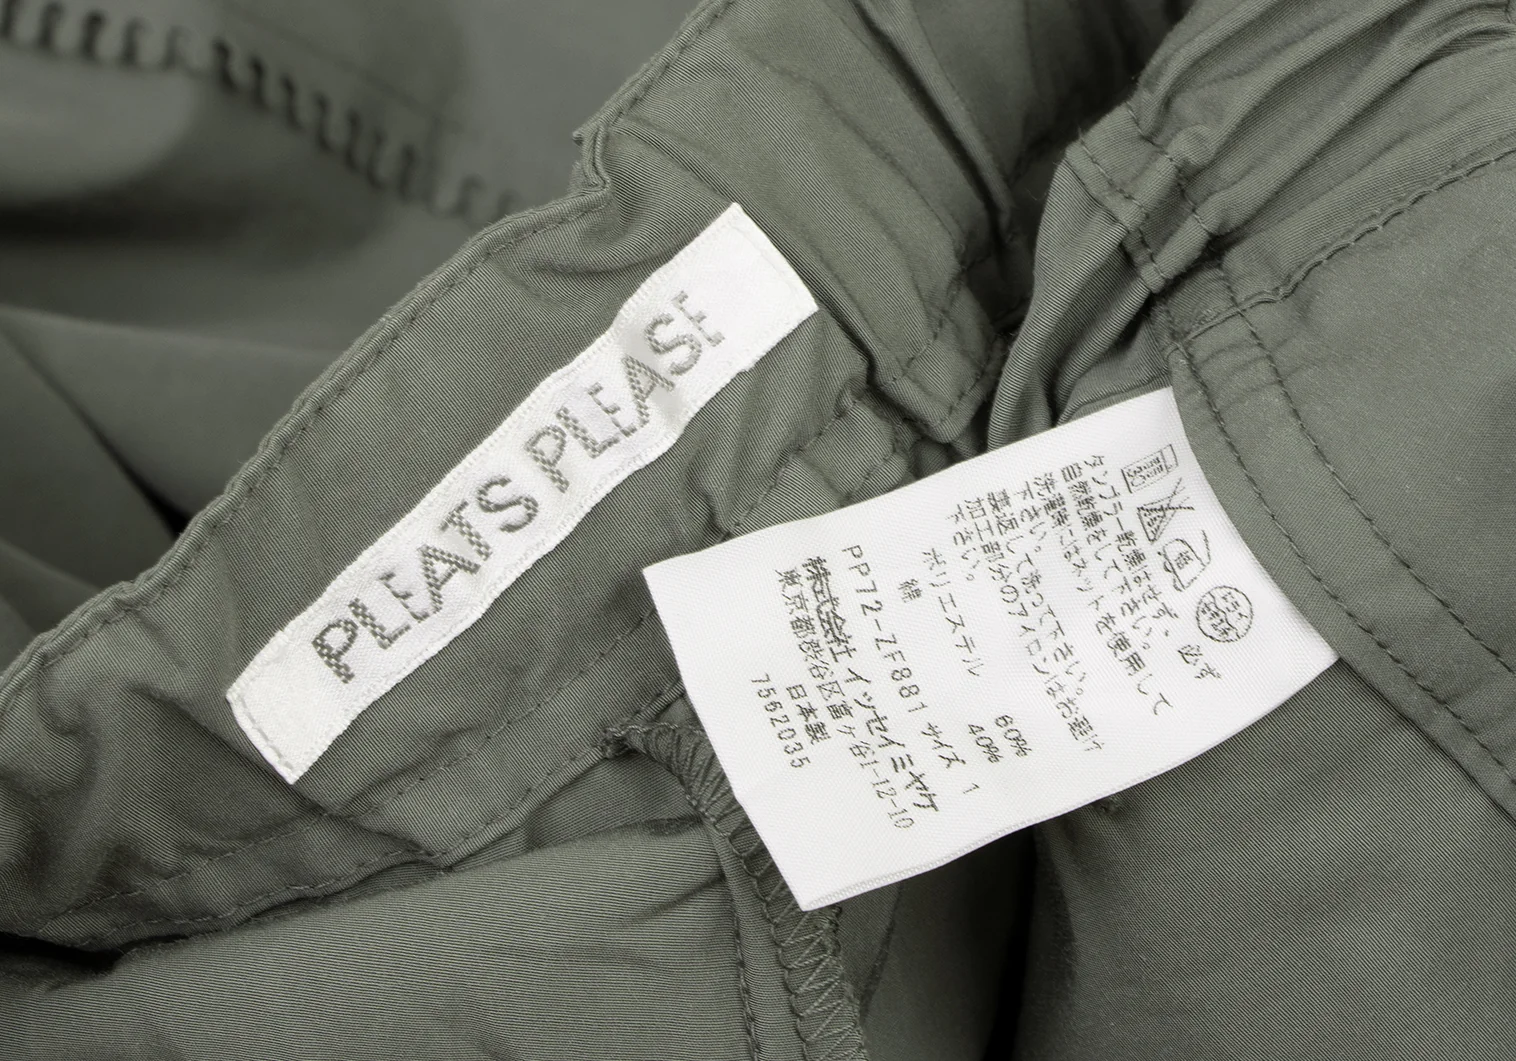 PLEATS PLEASE
タンブラー乾燥はせず、必ず
自然乾燥をして下さい。
洗濯時にはネットを使用して
下さい。
裏返して洗って下さい。
加工部分のアイロンはお避け
下さい。
ポリエステル 60%
綿 40%
PP72-ZF881 サイズ 1
株式会社 イッセイミヤケ
東京都渋谷区富ヶ谷1-12-10
日本製
7562035